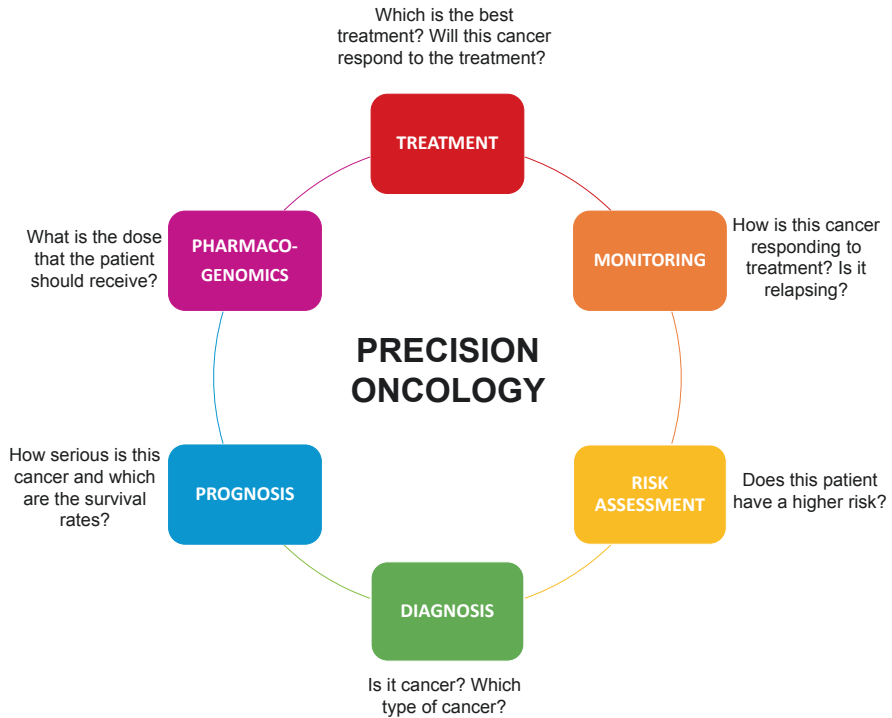 Which is the best
treatment? Will this cancer
respond to the treatment?
TREATMENT
How is this cancer
responding to
treatment? Is it
relapsing?
MONITORING
What is the dose
that the patient
should receive?
PHARMACO-
GENOMICS
PRECISION
ONCOLOGY
How serious is this
cancer and which
are the survival
rates?
PROGNOSIS
RISK
ASSESSMENT
Does this patient
have a higher risk?
DIAGNOSIS
Is it cancer? Which
type of cancer?